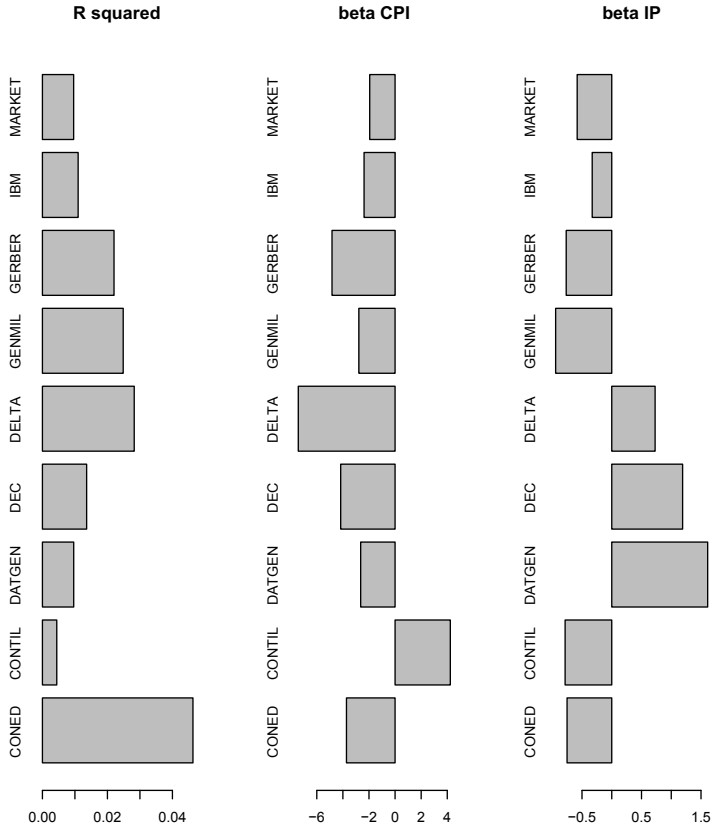 R squared
beta CPI
beta IP
MARKET
IBM
GERBER
GENMIL
DELTA
DEC
DATGEN
CONTIL
CONED
0.00 0.02 0.04
MARKET
IBM
GERBER
GENMIL
DELTA
DEC
DATGEN
CONTIL
CONED
−6 −2 0 2 4
MARKET
IBM
GERBER
GENMIL
DELTA
DEC
DATGEN
CONTIL
CONED
−0.5 0.5 1.5